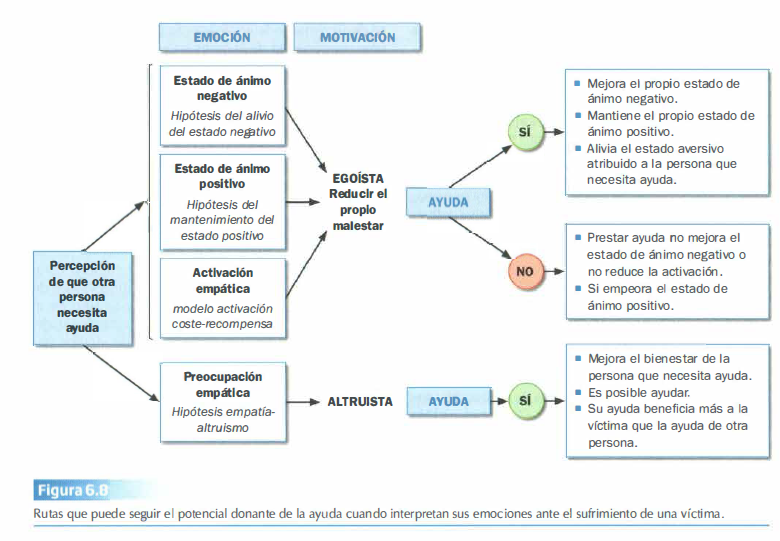 EMOCIÓN
MOTIVACIÓN
Percepción
de que otra
persona
necesita
ayuda
Estado de ánimo
negativo
Hipótesis del alivio
del estado negativo
Estado de ánimo
positivo
Hipótesis del
mantenimiento del
estado positivo
Activación
empática
modelo activación
coste-recompensa
EGOÍSTA
Reducir el
propio
malestar
AYUDA
SÍ
▪ Mejora el propio estado de
ánimo negativo.
▪ Mantiene el propio estado de
ánimo positivo.
▪ Alivia el estado aversivo
atribuido a la persona que
necesita ayuda.
NO
▪ Prestar ayuda no mejora el
estado de ánimo negativo o
no reduce la activación.
▪ Si empeora el estado de
ánimo positivo.
Preocupación
empática
Hipótesis empatía-
altruismo
ALTRUISTA
AYUDA
SÍ
▪ Mejora el bienestar de la
persona que necesita ayuda.
▪ Es posible ayudar.
▪ Su ayuda beneficia más a la
víctima que la ayuda de otra
persona.
Figura 6.8
Rutas que puede seguir el potencial donante de la ayuda cuando interpretan sus emociones ante el sufrimiento de una víctima.